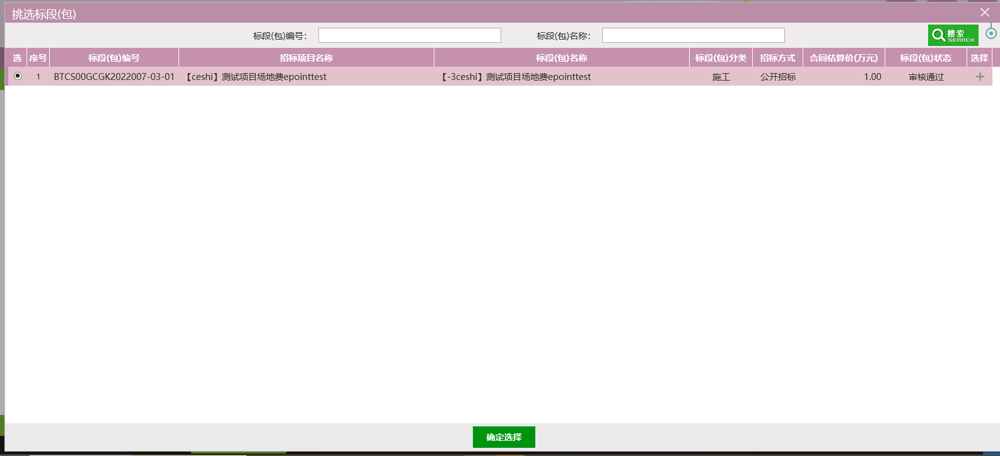 挑选标段(包)
标段(包)编号: 标段(包)名称: 搜索 SEARCH
选 序号 标段(包)编号 招标项目名称 标段(包)名称 标段(包)分类 招标方式 合同估算价(万元) 标段(包)状态 选择
1 BTCS00GCGK2022007-03-01 【ceshi】测试项目场地费epointtest 【-3ceshi】测试项目场地费epointtest 施工 公开招标 1.00 审核通过
确定选择